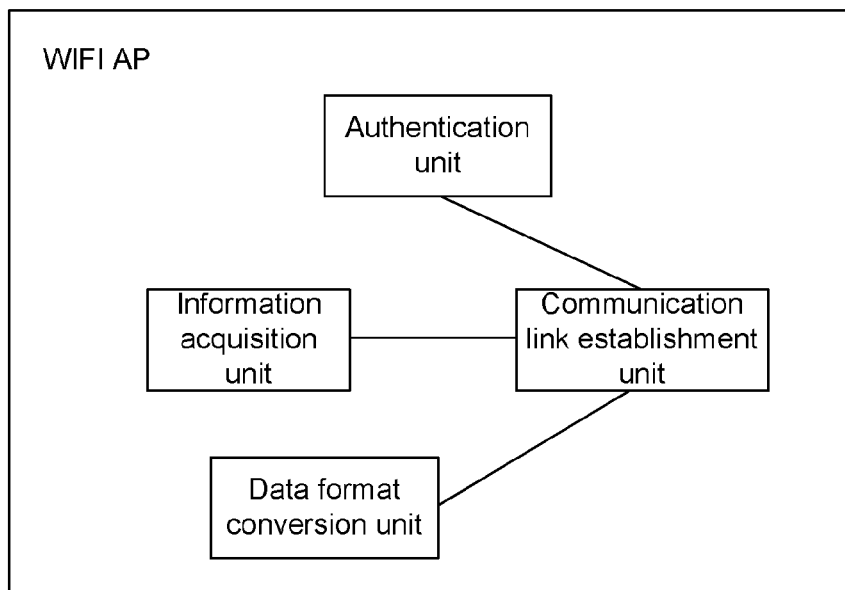 WIFI AP
Authentication
unit
Information
acquisition
unit
Communication
link establishment
unit
Data format
conversion unit